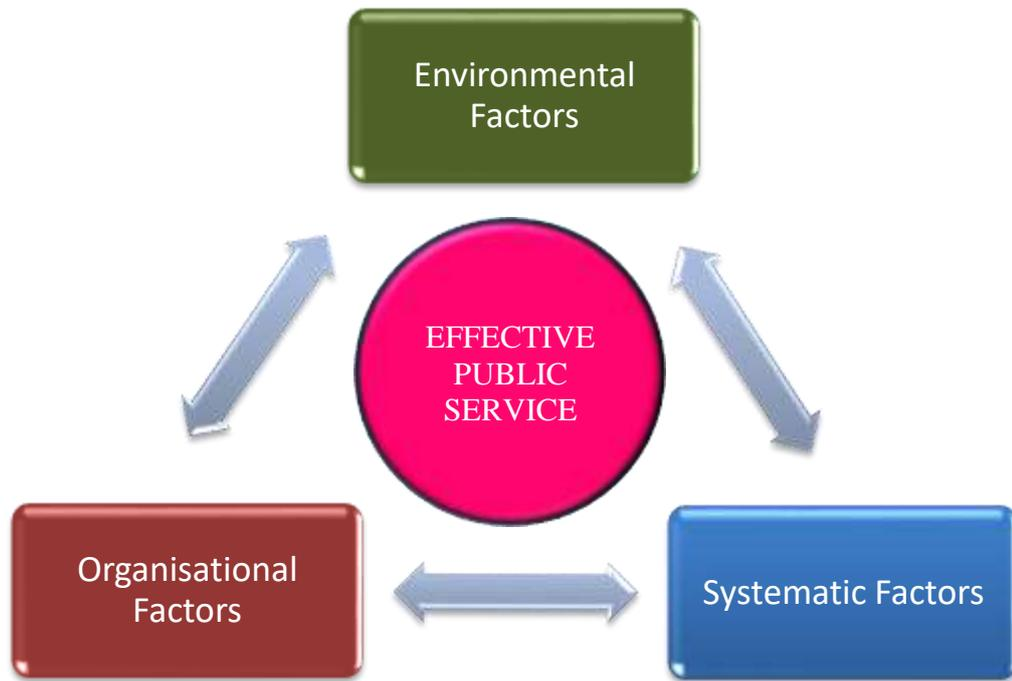 Environmental
Factors
EFFECTIVE
PUBLIC
SERVICE
Organisational
Factors
Systematic Factors